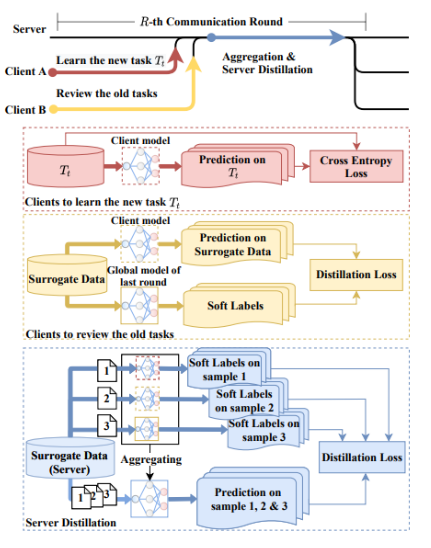 R-th Communication Round
Server
Learn the new task Tt
Aggregation &
Server Distillation
Client A
Review the old tasks
Client B
Client model
Tt
Prediction on
Tt
Cross Entropy
Loss
Clients to learn the new task Tt
Client model
Prediction on
Surrogate Data
Surrogate Data
Global model of
last round
Distillation Loss
Soft Labels
Clients to review the old tasks
1
Soft Labels on
sample 1
2
Soft Labels
on sample 2
3
Soft Labels on
sample 3
Surrogate Data
(Server)
Aggregating
Distillation Loss
1 2 3
Prediction on
sample 1, 2 & 3
Server Distillation